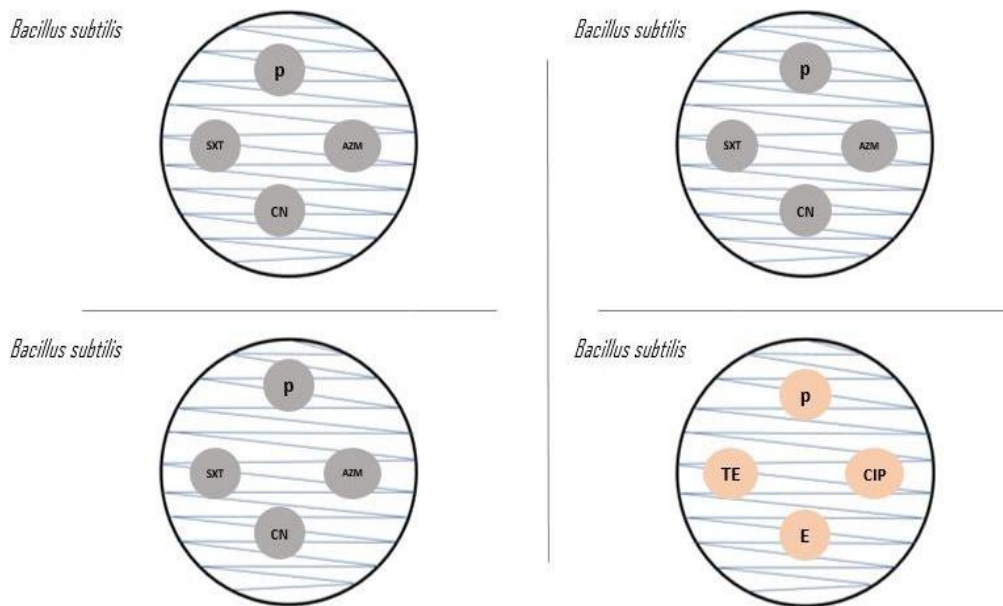 Bacillus subtilis
p
SXT
AZM
CN
Bacillus subtilis
p
SXT
AZM
CN
Bacillus subtilis
p
SXT
AZM
CN
Bacillus subtilis
p
TE
CIP
E